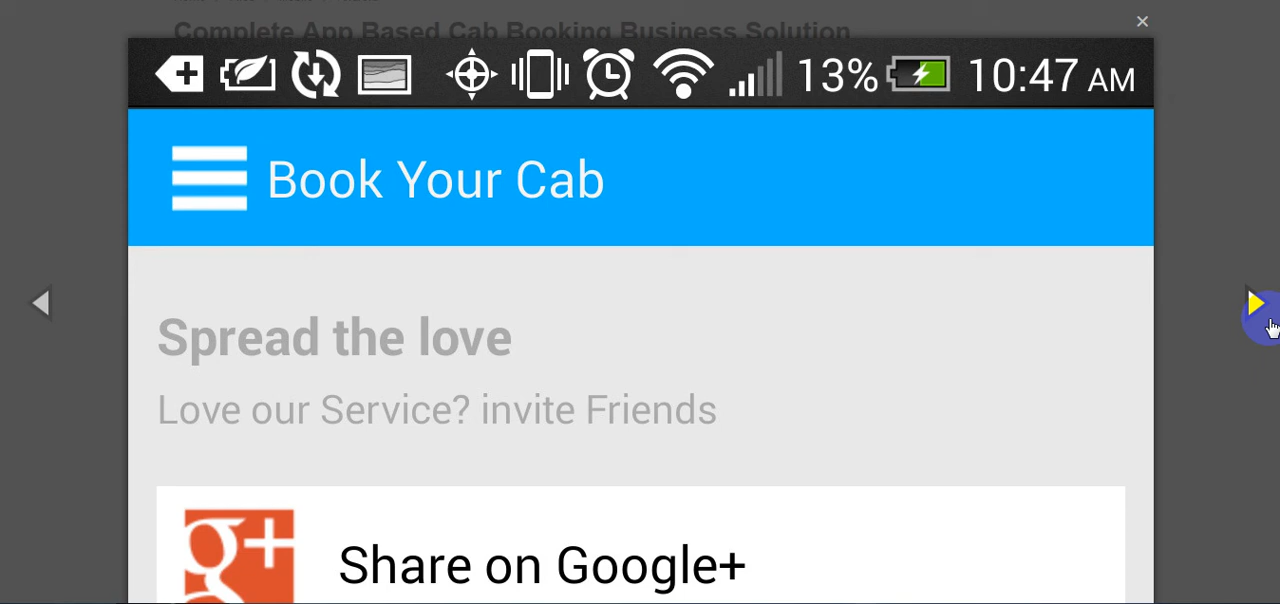 Complete App Based Cab Booking Business Solution
13% 10:47 AM
Book Your Cab
Spread the love
Love our Service? invite Friends
g+ Share on Google+